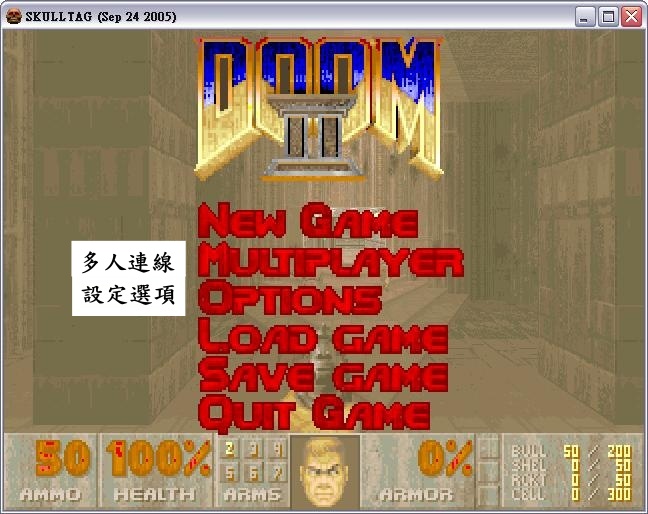 SKULLTAG (Sep 24 2005)
DOOM
II
NEW GAME
多人連線 MULTIPLAYER
設定選項 OPTIONS
LOAD GAME
SAVE GAME
QUIT GAME
50 100% 2 3 4 0% BULL 50 / 200
5 6 7 SHEL 0 / 50
RCKT 0 / 50
AMMO HEALTH ARMS ARMOR CELL 0 / 300